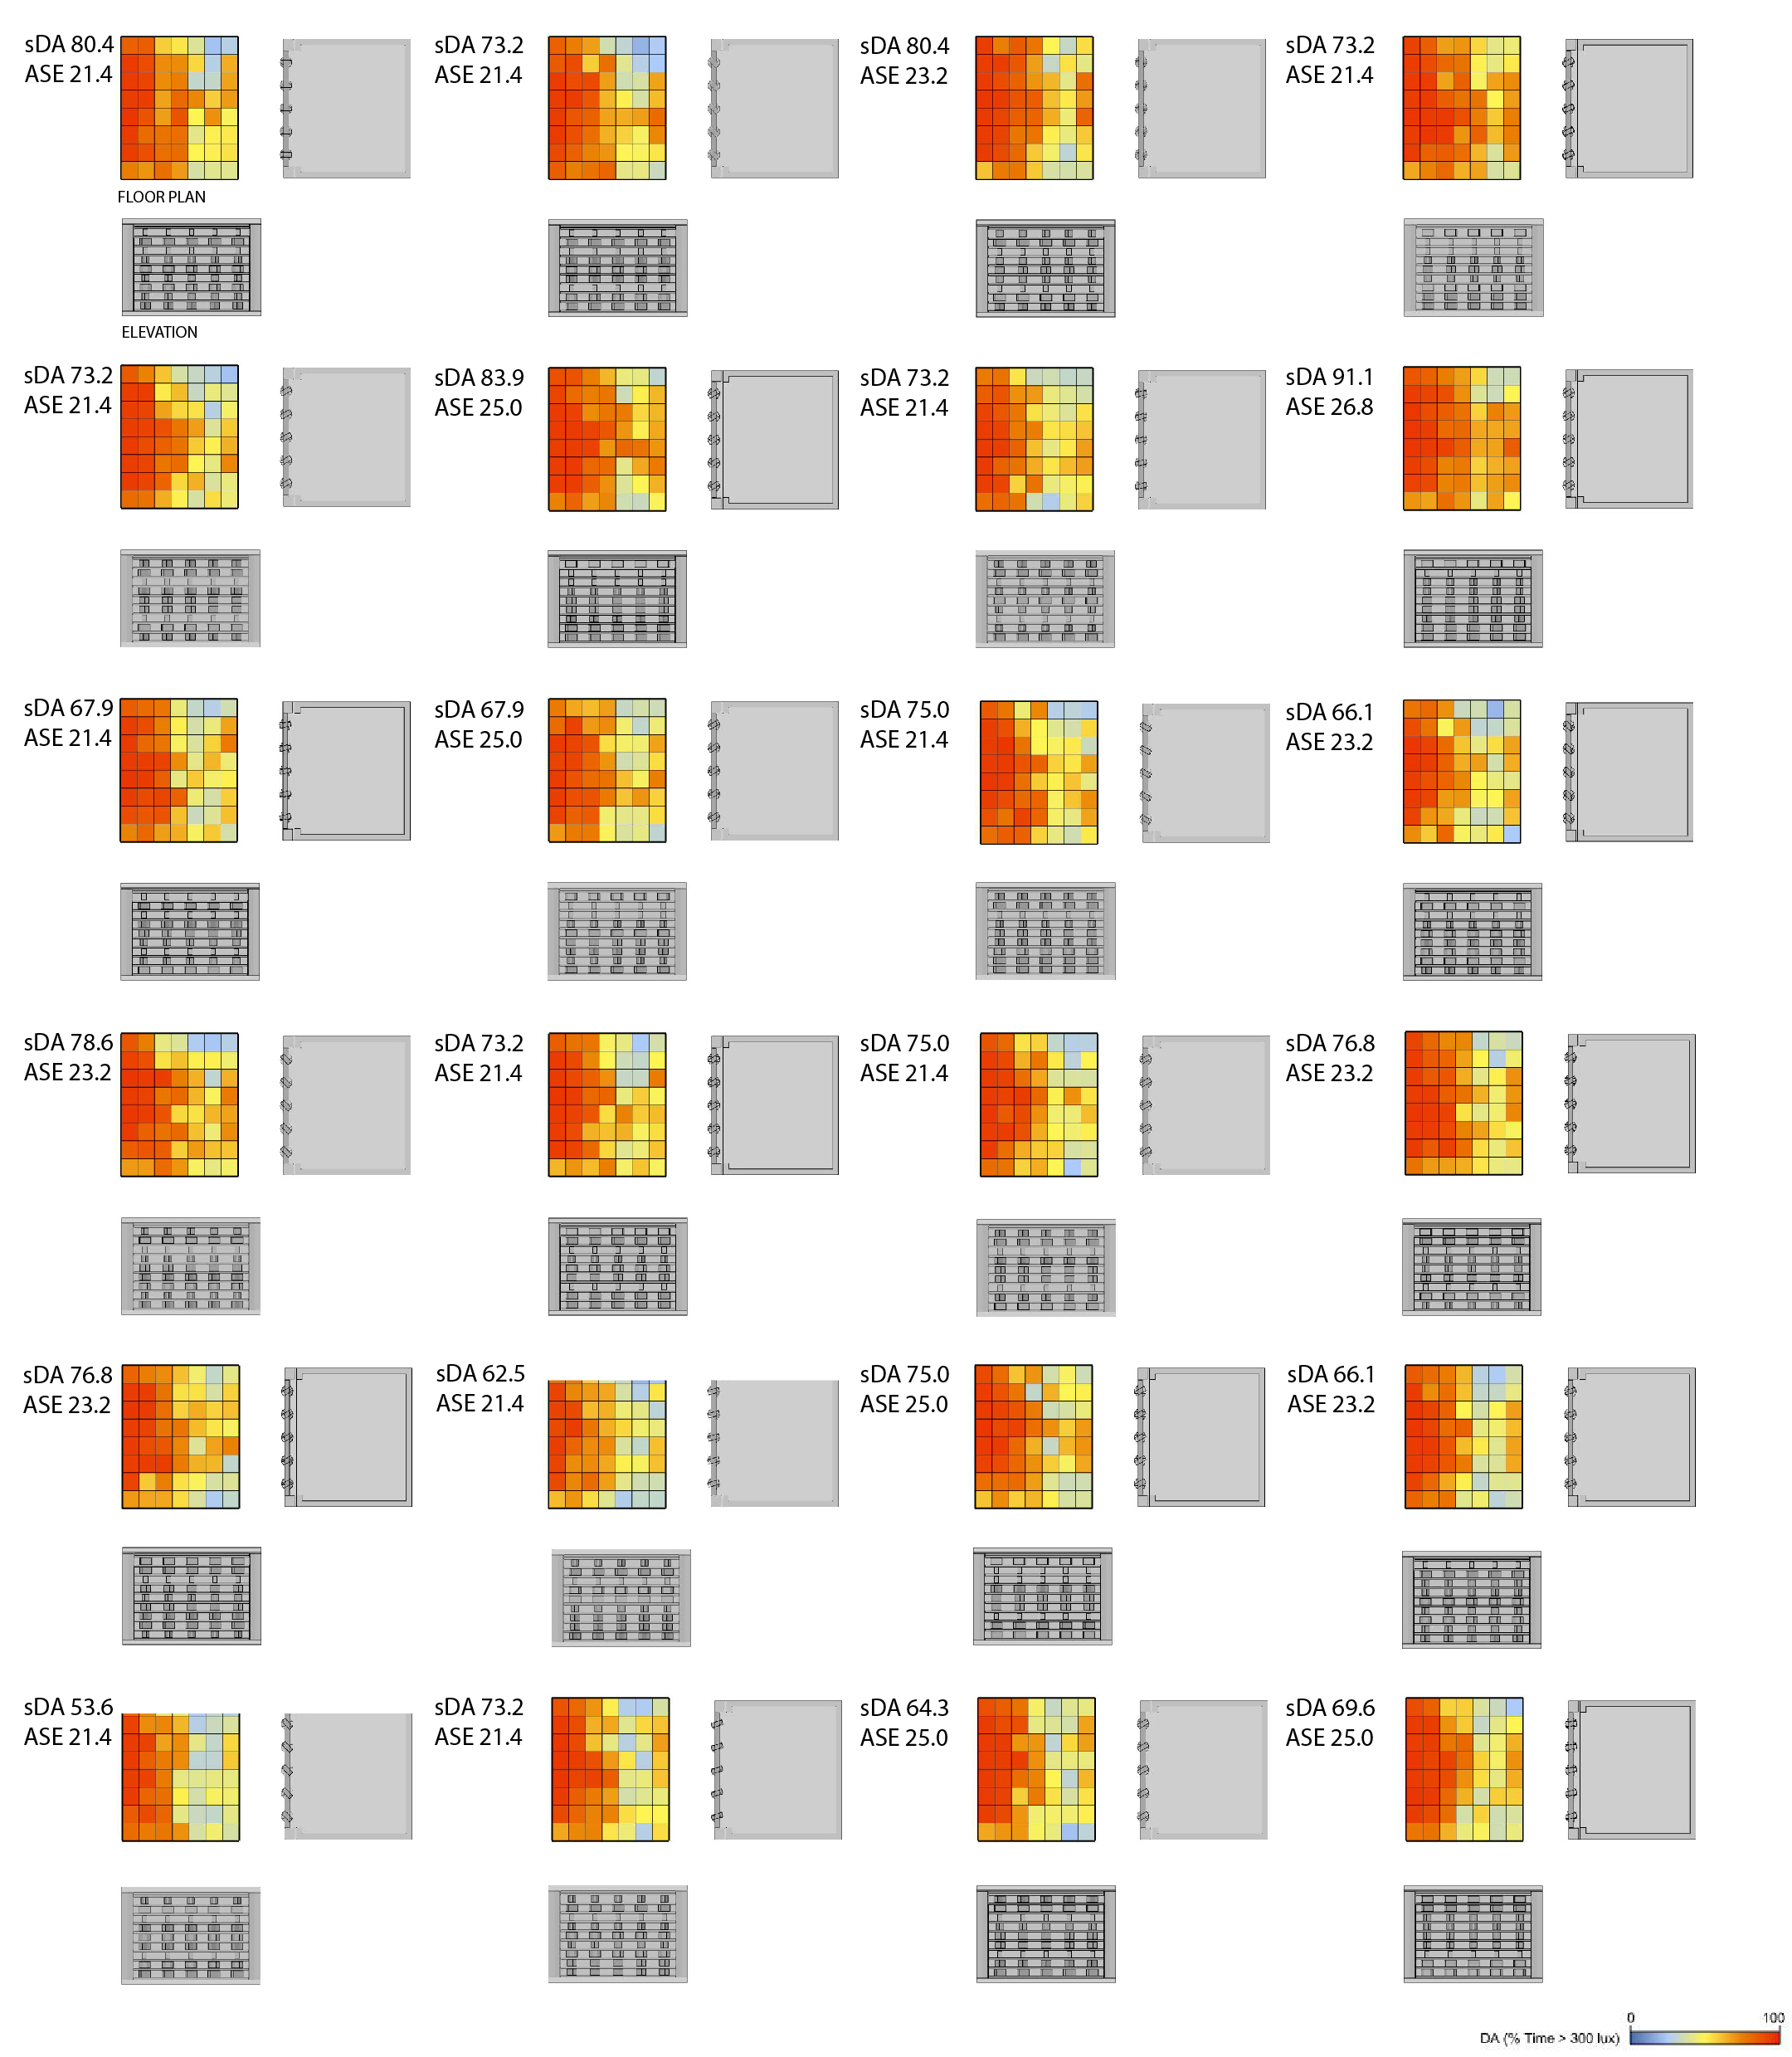 sDA 80.4
ASE 21.4
sDA 73.2
ASE 21.4
sDA 80.4
ASE 23.2
sDA 73.2
ASE 21.4
FLOOR PLAN
ELEVATION
sDA 73.2
ASE 21.4
sDA 83.9
ASE 25.0
sDA 73.2
ASE 21.4
sDA 91.1
ASE 26.8
sDA 67.9
ASE 21.4
sDA 67.9
ASE 25.0
sDA 75.0
ASE 21.4
sDA 66.1
ASE 23.2
sDA 78.6
ASE 23.2
sDA 73.2
ASE 21.4
sDA 75.0
ASE 21.4
sDA 76.8
ASE 23.2
sDA 76.8
ASE 23.2
sDA 62.5
ASE 21.4
sDA 75.0
ASE 25.0
sDA 66.1
ASE 23.2
sDA 53.6
ASE 21.4
sDA 73.2
ASE 21.4
sDA 64.3
ASE 25.0
sDA 69.6
ASE 25.0
0 100
DA (% Time > 300 lux)